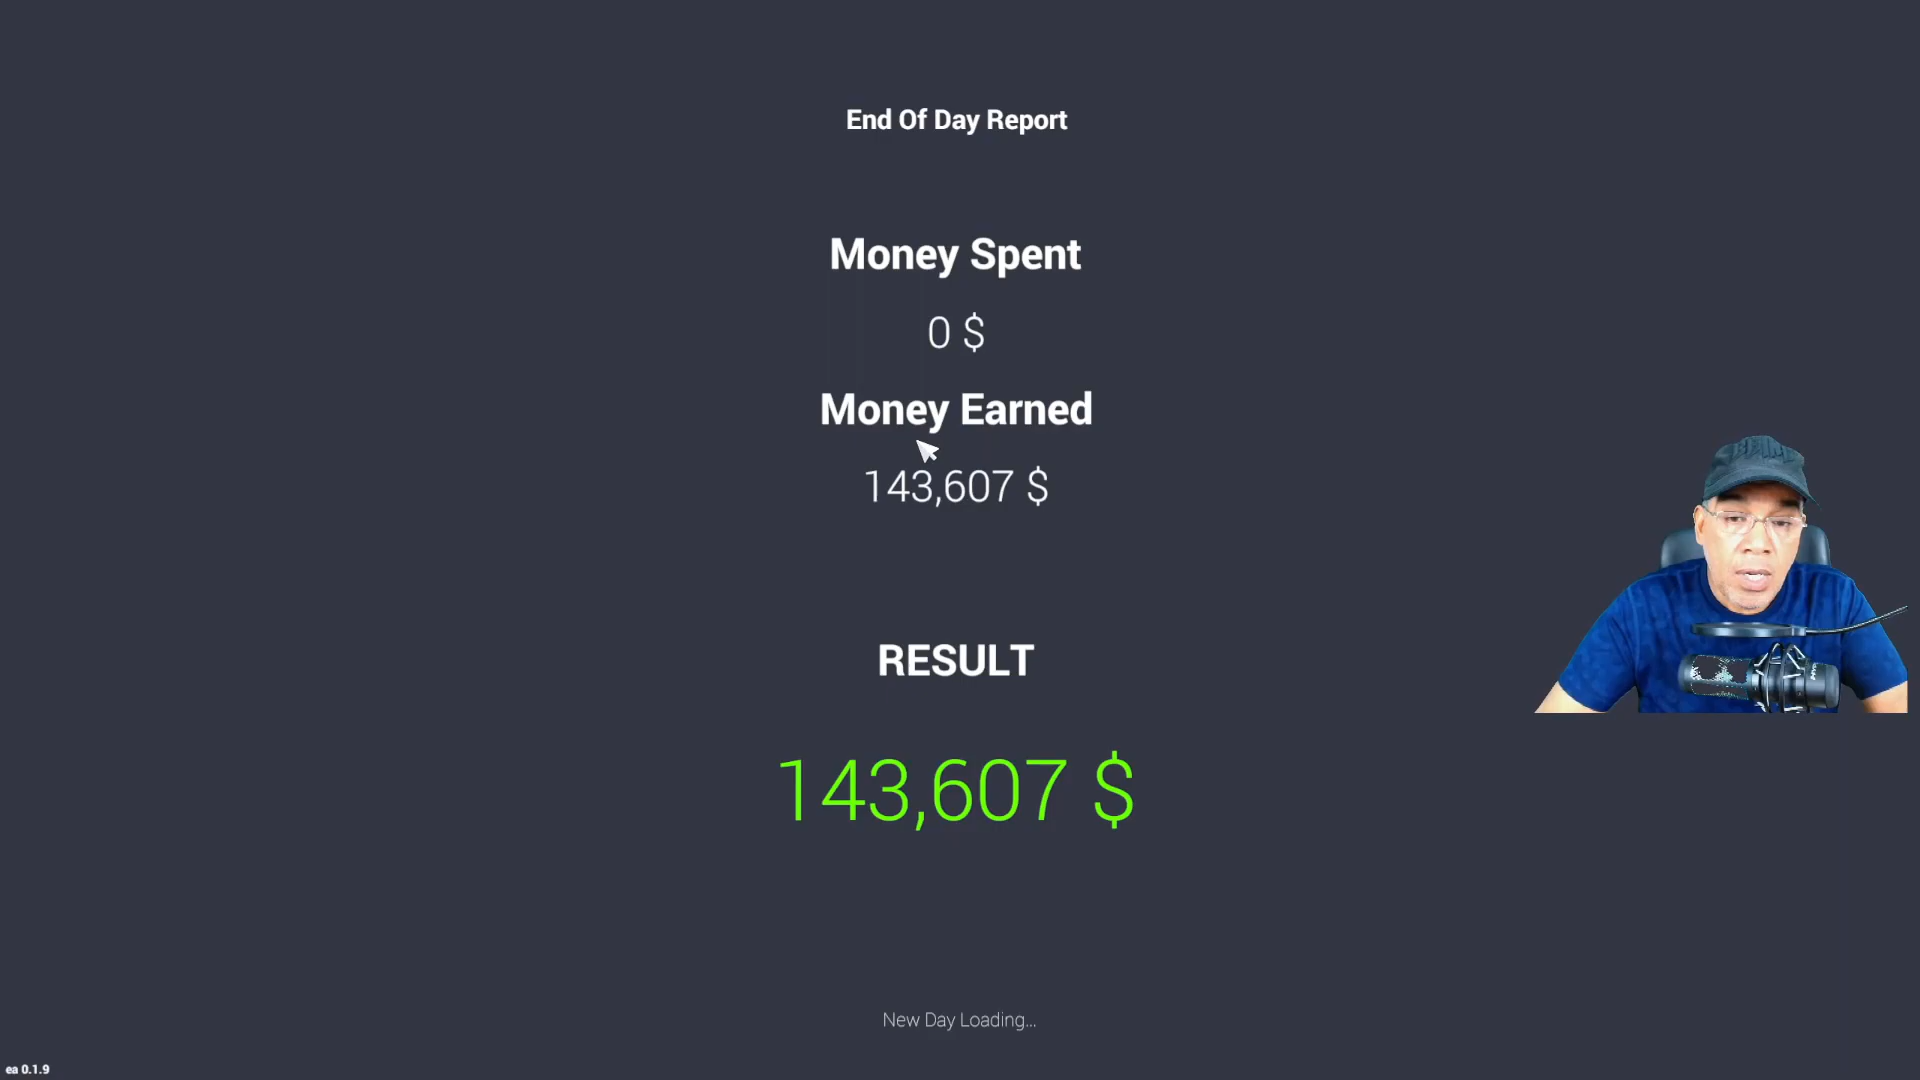 End Of Day Report
Money Spent
0 $
Money Earned
143,607 $
RESULT
143,607 $
New Day Loading...
ea 0.1.9